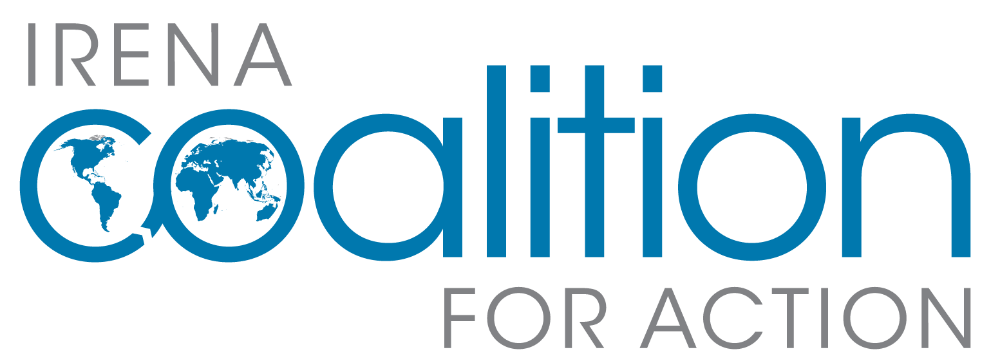 IRENA
coalition
FOR ACTION